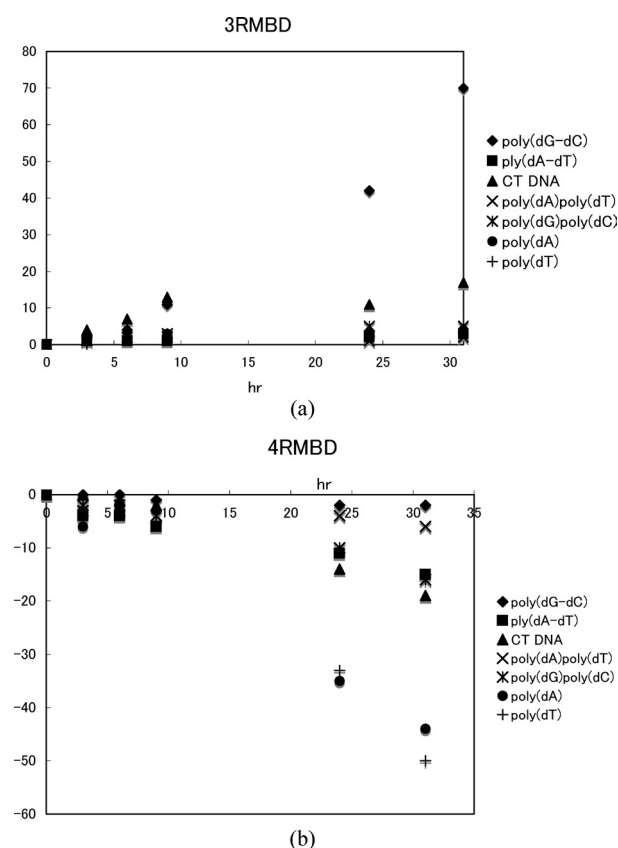 3RMBD
80
70
60
50
40
30
20
10
0
0 5 10 15 20 25 30
hr
poly(dG-dC)
ply(dA-dT)
CT DNA
poly(dA)poly(dT)
poly(dG)poly(dC)
poly(dA)
poly(dT)
(a)
4RMBD
hr
0 5 10 15 20 25 30 35
0
-10
-20
-30
-40
-50
-60
poly(dG-dC)
ply(dA-dT)
CT DNA
poly(dA)poly(dT)
poly(dG)poly(dC)
poly(dA)
poly(dT)
(b)